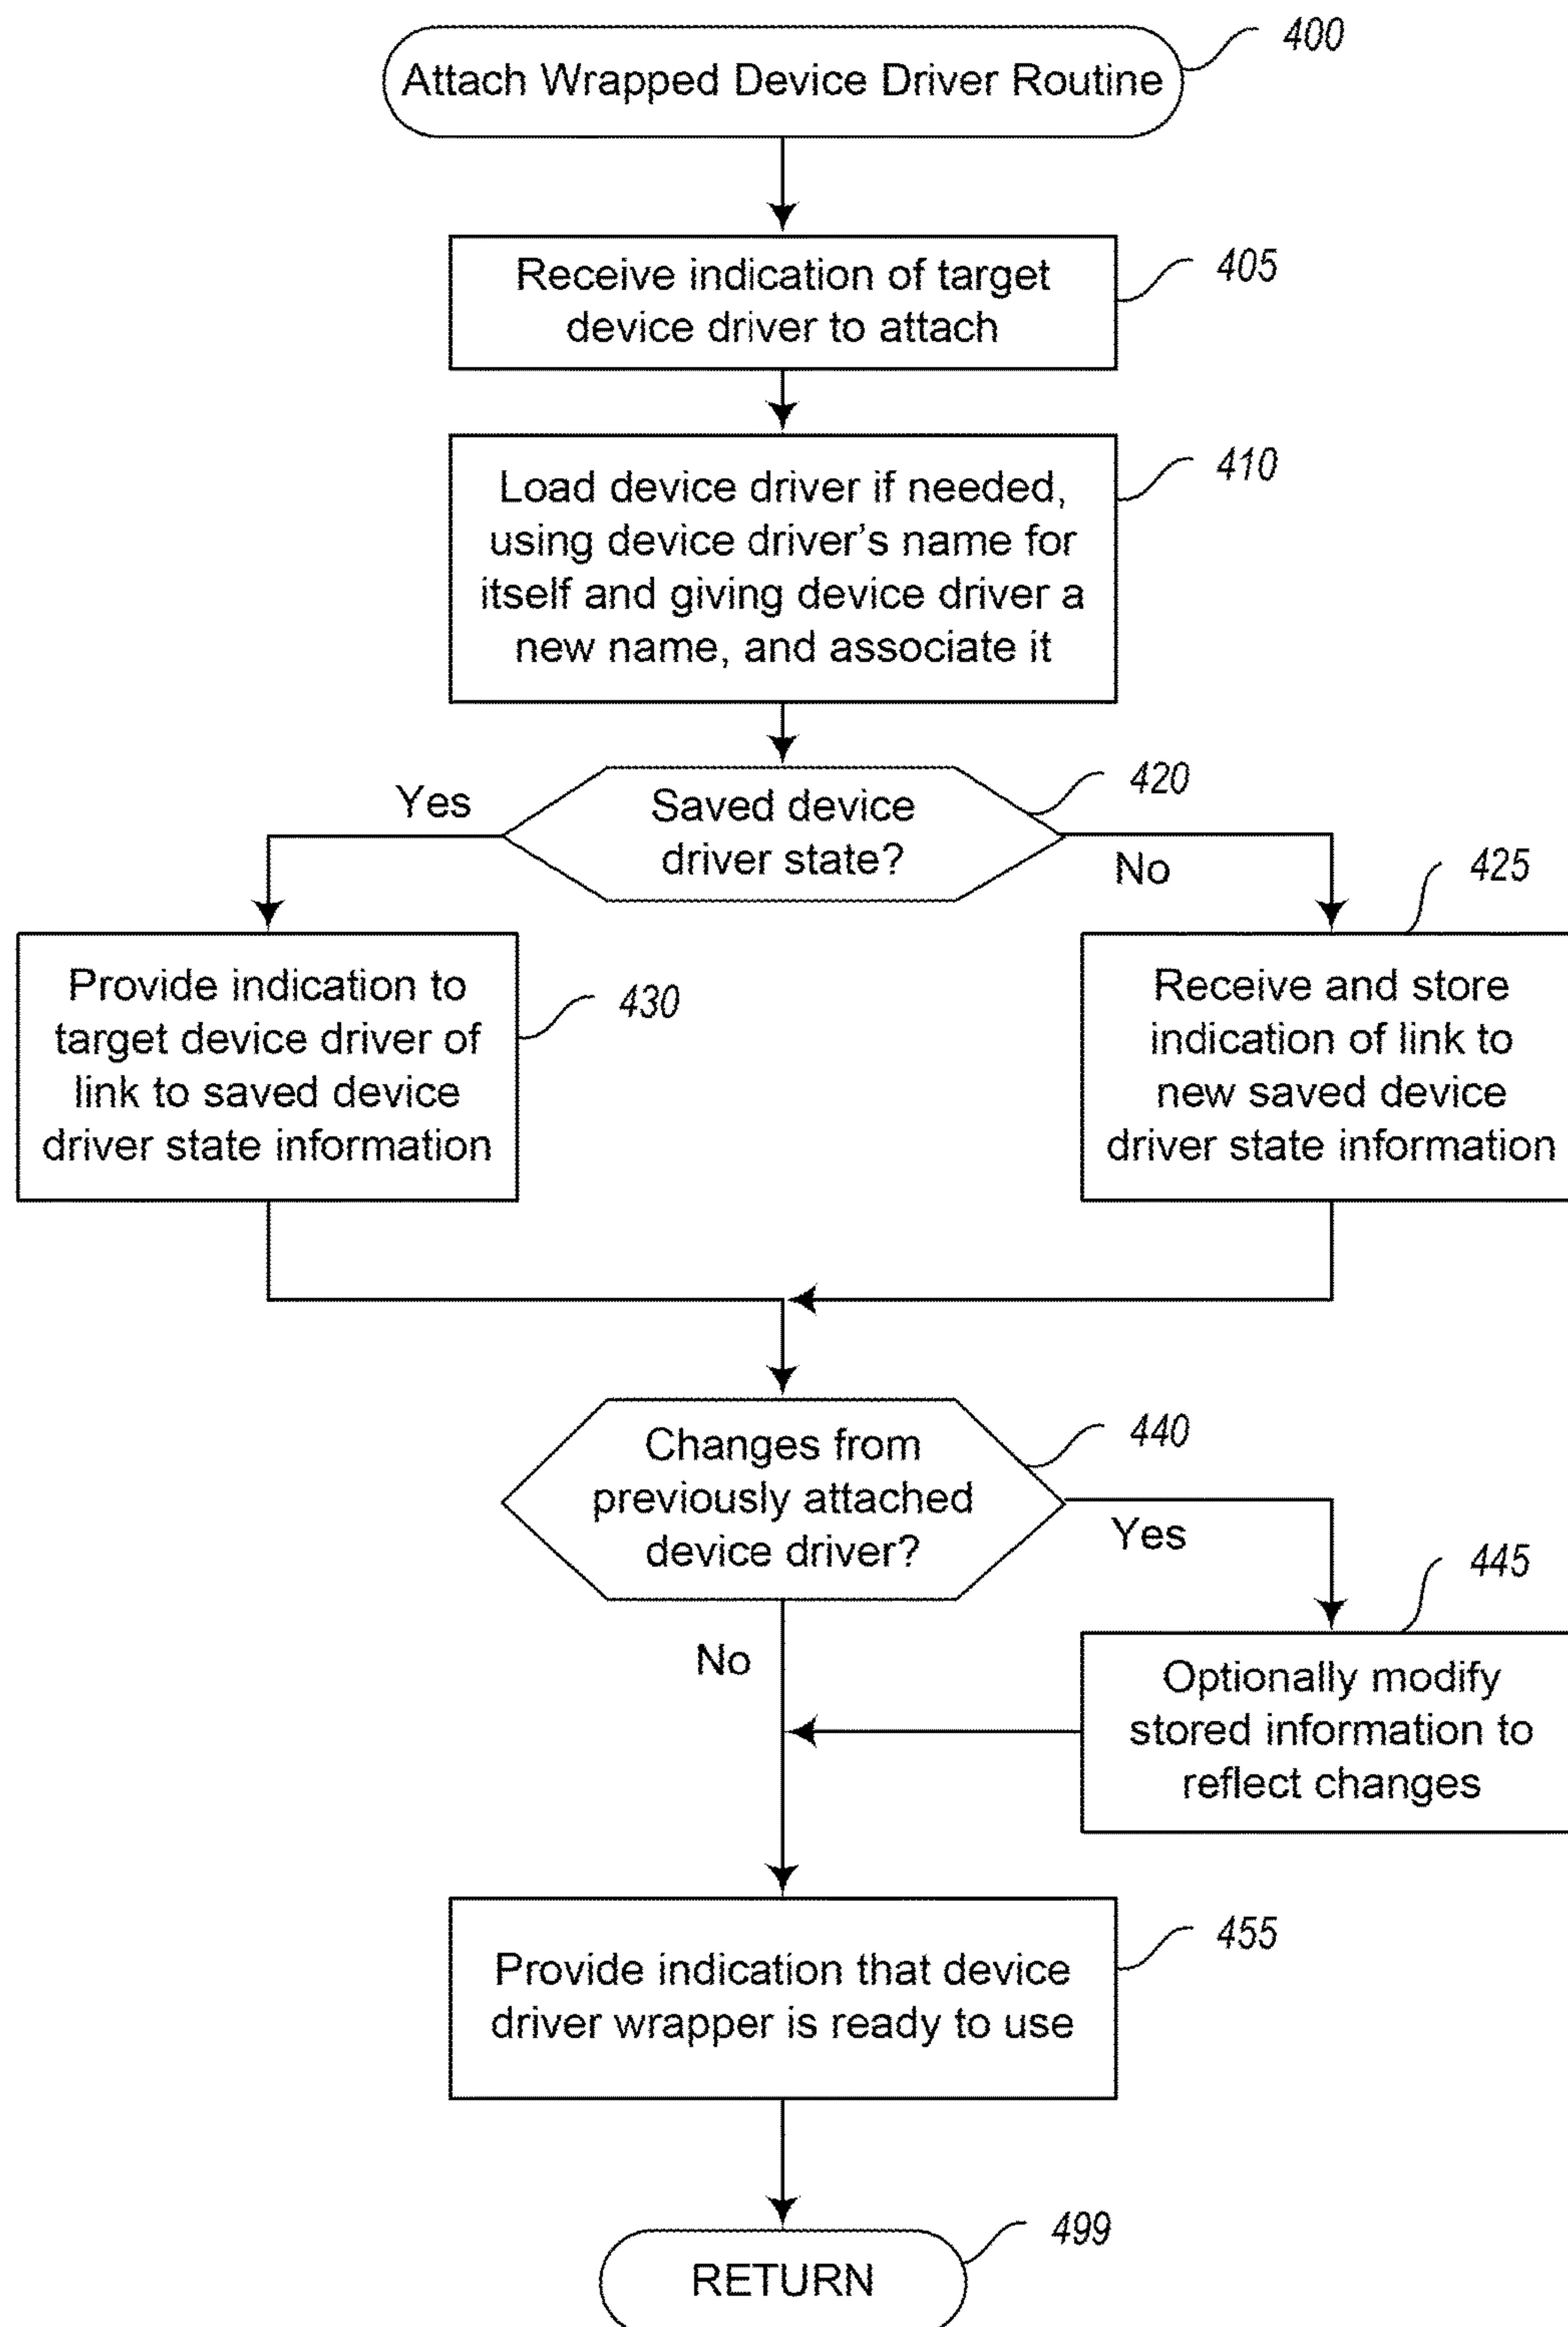 400
Attach Wrapped Device Driver Routine
405
Receive indication of target
device driver to attach
410
Load device driver if needed,
using device driver's name for
itself and giving device driver a
new name, and associate it
420
Yes
Saved device
driver state?
No
425
Provide indication to
target device driver of
link to saved device
driver state information
430
Receive and store
indication of link to
new saved device
driver state information
440
Changes from
previously attached
device driver?
Yes
445
No
Optionally modify
stored information to
reflect changes
455
Provide indication that device
driver wrapper is ready to use
499
RETURN